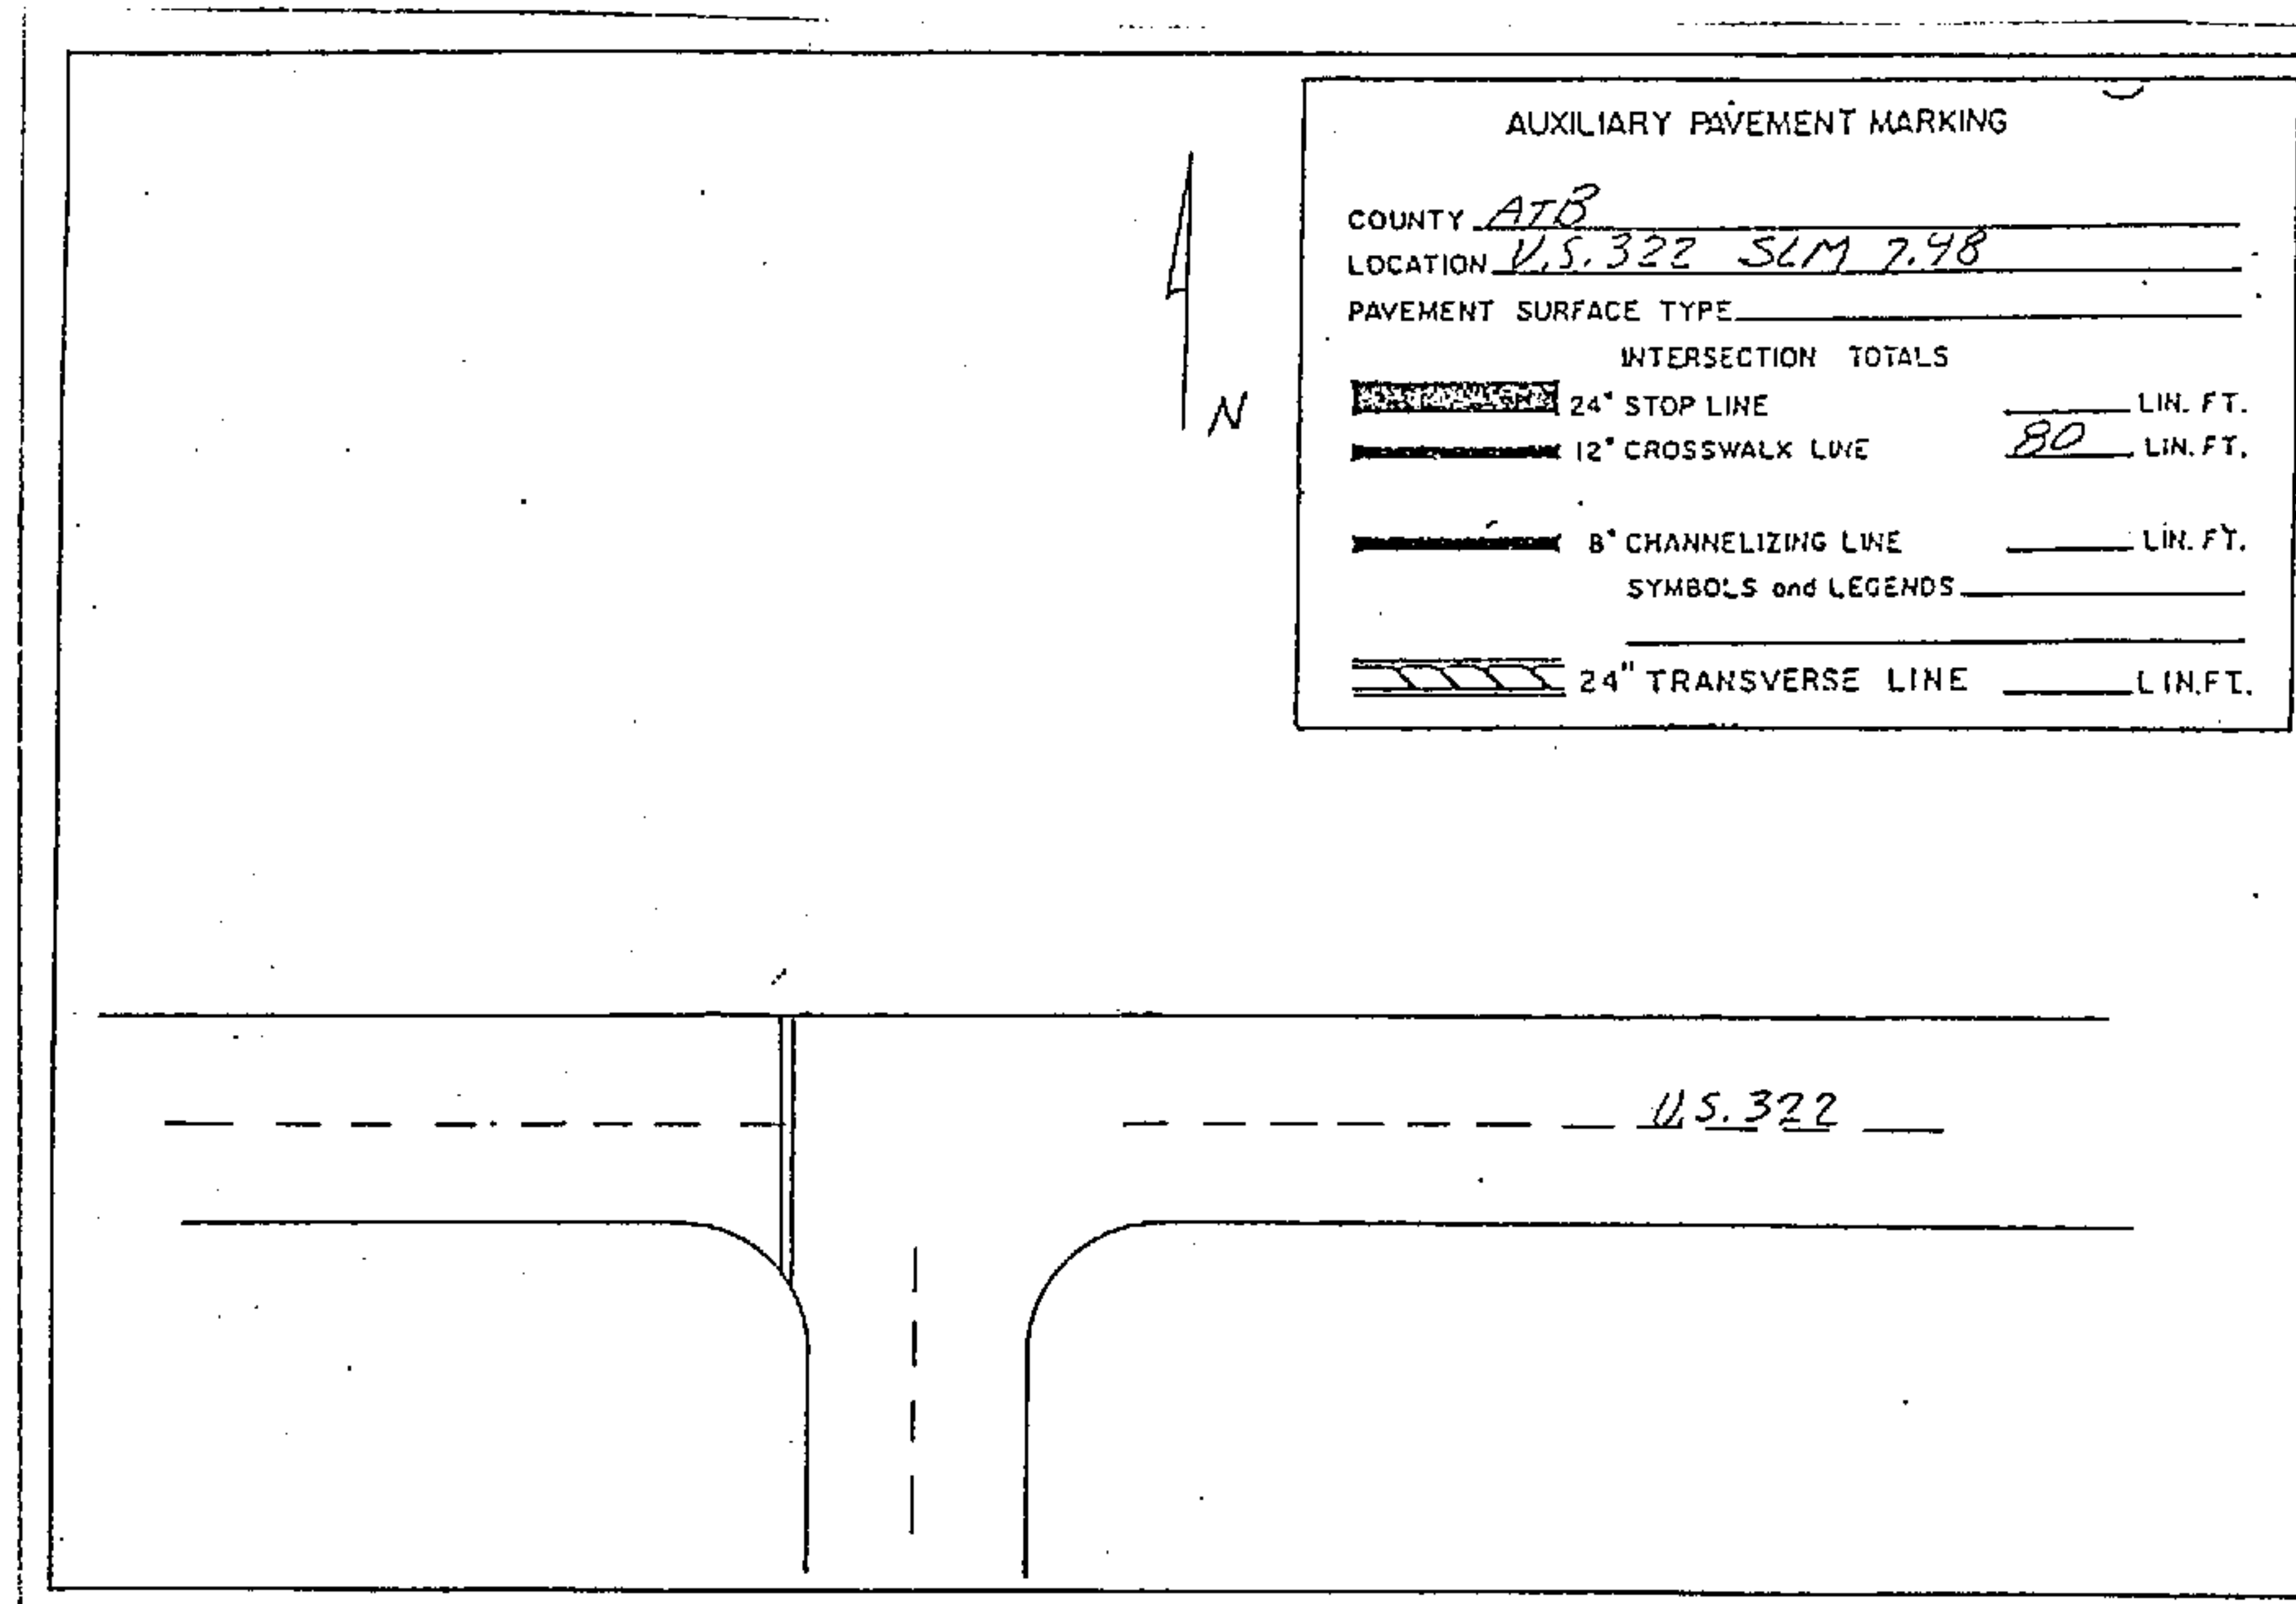 AUXILIARY PAVEMENT MARKING
COUNTY ATB
LOCATION U.S. 322 SLM 7.48
PAVEMENT SURFACE TYPE
INTERSECTION TOTALS
24" STOP LINE LIN. FT.
12" CROSSWALK LINE 80 LIN. FT.
8" CHANNELIZING LINE LIN. FT.
SYMBOLS and LEGENDS
24" TRANSVERSE LINE LIN.FT.
N
U.S. 322